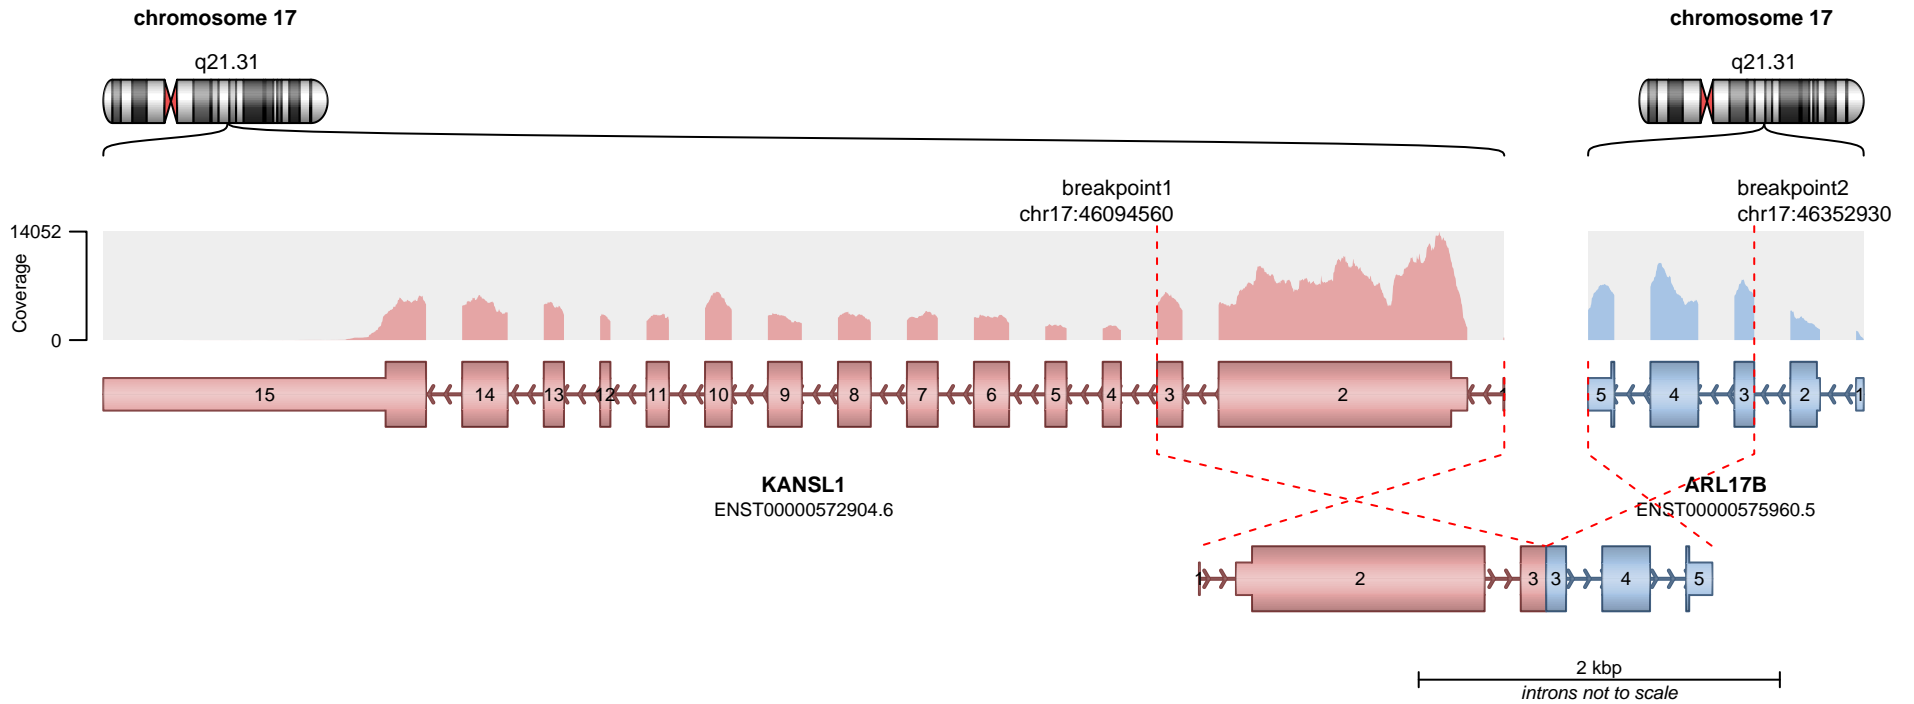 chromosome 17
chromosome 17
q21.31
q21.31
breakpoint1
chr17:46094560
breakpoint2
chr17:46352930
14052
Coverage
0
15 14 13 12 11 10 9 8 7 6 5 4 3 2 1
5 4 3 2 1
KANSL1
ENST00000572904.6
ARL17B
ENST00000575960.5
1 2 3 3 4 5
2 kbp
introns not to scale